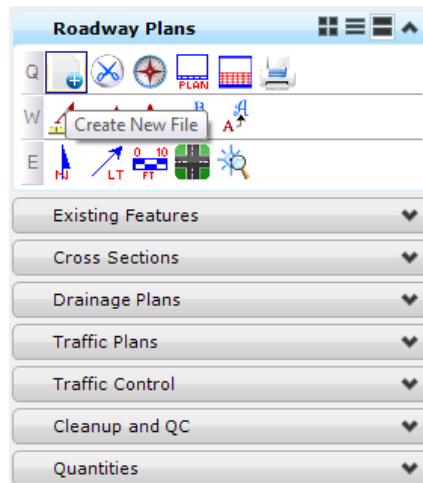 Roadway Plans
Q PLAN
W Create New File B A A
E N LT 0 10 FT
Existing Features
Cross Sections
Drainage Plans
Traffic Plans
Traffic Control
Cleanup and QC
Quantities